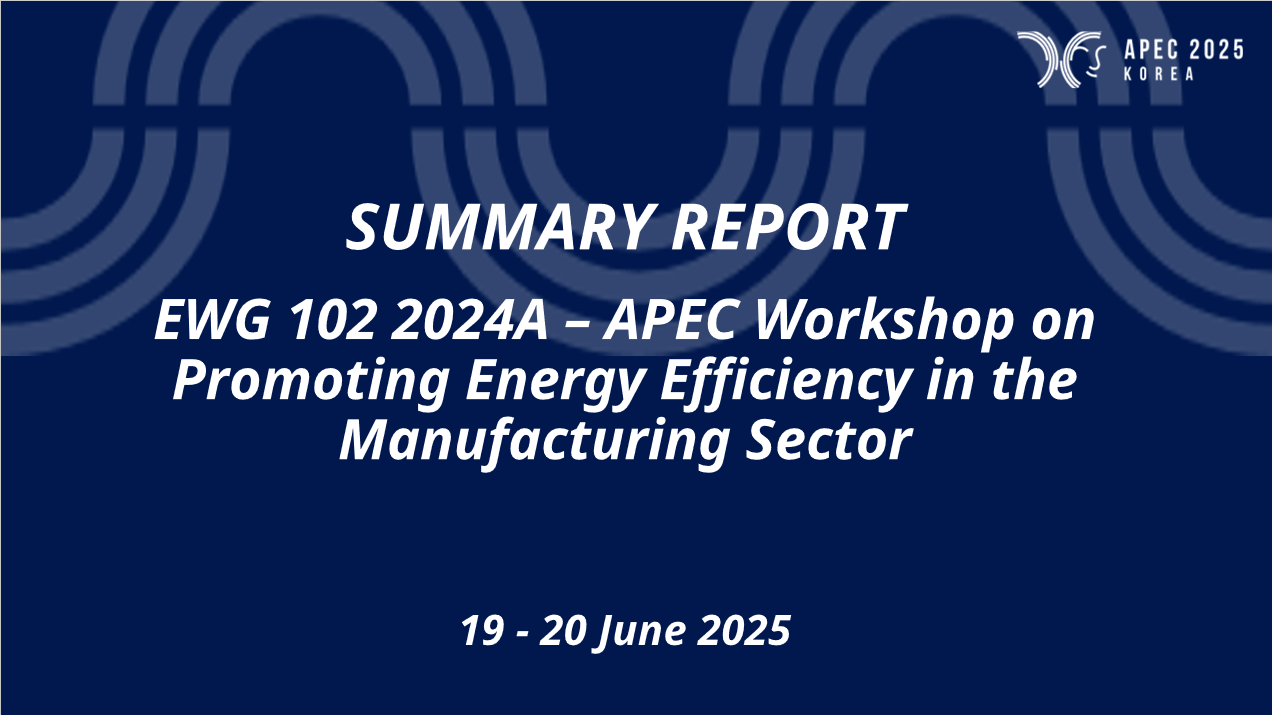 APEC 2025
KOREA
SUMMARY REPORT
EWG 102 2024A – APEC Workshop on
Promoting Energy Efficiency in the
Manufacturing Sector
19 - 20 June 2025